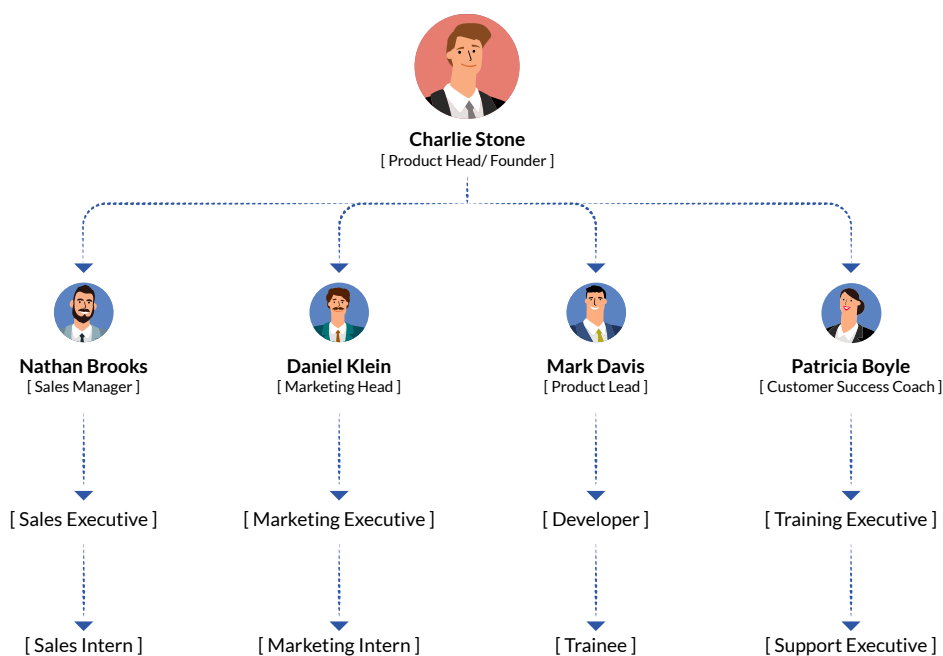 Charlie Stone
[ Product Head/ Founder ]
Nathan Brooks
[ Sales Manager ]
Daniel Klein
[ Marketing Head ]
Mark Davis
[ Product Lead ]
Patricia Boyle
[ Customer Success Coach ]
[ Sales Executive ]
[ Marketing Executive ]
[ Developer ]
[ Training Executive ]
[ Sales Intern ]
[ Marketing Intern ]
[ Trainee ]
[ Support Executive ]